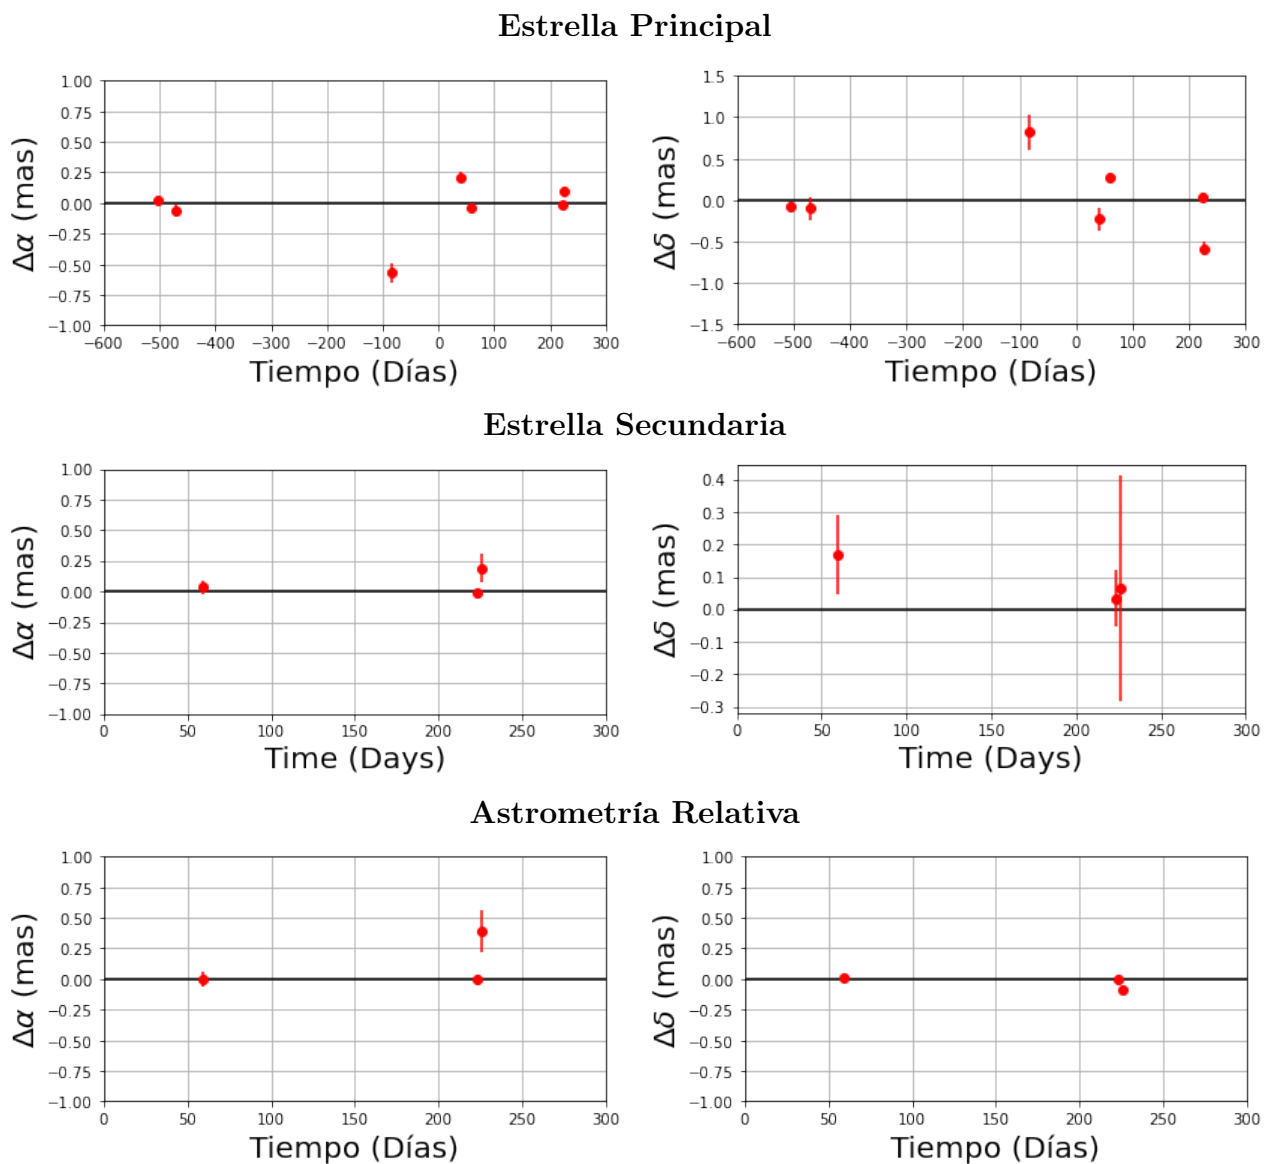 Estrella Principal
1.00
0.75
0.50
0.25
0.00
−0.25
−0.50
−0.75
−1.00
Δα (mas)
−600 −500 −400 −300 −200 −100 0 100 200 300
Tiempo (Días)
1.5
1.0
0.5
0.0
−0.5
−1.0
−1.5
Δδ (mas)
−600 −500 −400 −300 −200 −100 0 100 200 300
Tiempo (Días)
Estrella Secundaria
1.00
0.75
0.50
0.25
0.00
−0.25
−0.50
−0.75
−1.00
Δα (mas)
0 50 100 150 200 250 300
Time (Days)
0.4
0.3
0.2
0.1
0.0
−0.1
−0.2
−0.3
Δδ (mas)
0 50 100 150 200 250 300
Time (Days)
Astrometría Relativa
1.00
0.75
0.50
0.25
0.00
−0.25
−0.50
−0.75
−1.00
Δα (mas)
0 50 100 150 200 250 300
Tiempo (Días)
1.00
0.75
0.50
0.25
0.00
−0.25
−0.50
−0.75
−1.00
Δδ (mas)
0 50 100 150 200 250 300
Tiempo (Días)